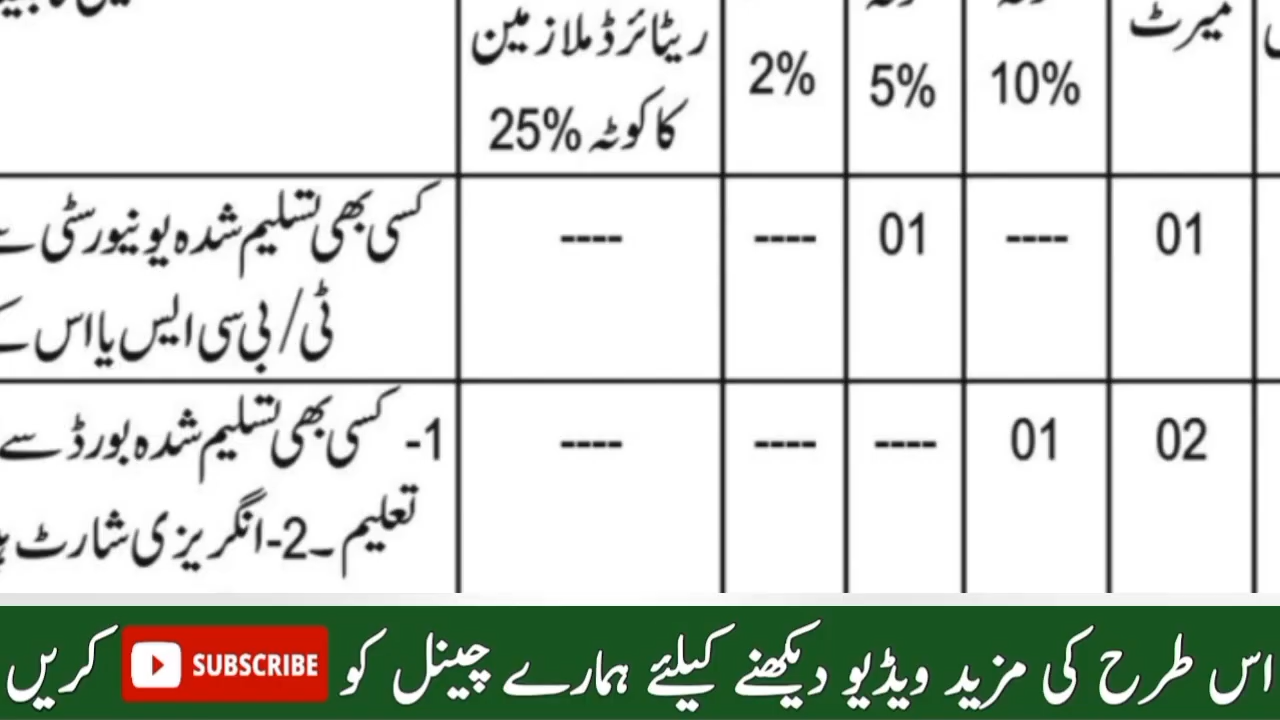 میرٹ
10%
5%
2%
ریٹائرڈ ملازمین
کا کوٹہ 25%
01
----
01
----
----
کسی بھی تسلیم شدہ یونیورسٹی سے
ٹی/بی سی ایس یا اس کے
02
01
----
----
----
1- کسی بھی تسلیم شدہ بورڈ سے
تعلیم ۔2-انگریزی شارٹ
اس طرح کی مزید ویڈیو دیکھنے کیلئے ہمارے چینل کو SUBSCRIBE کریں